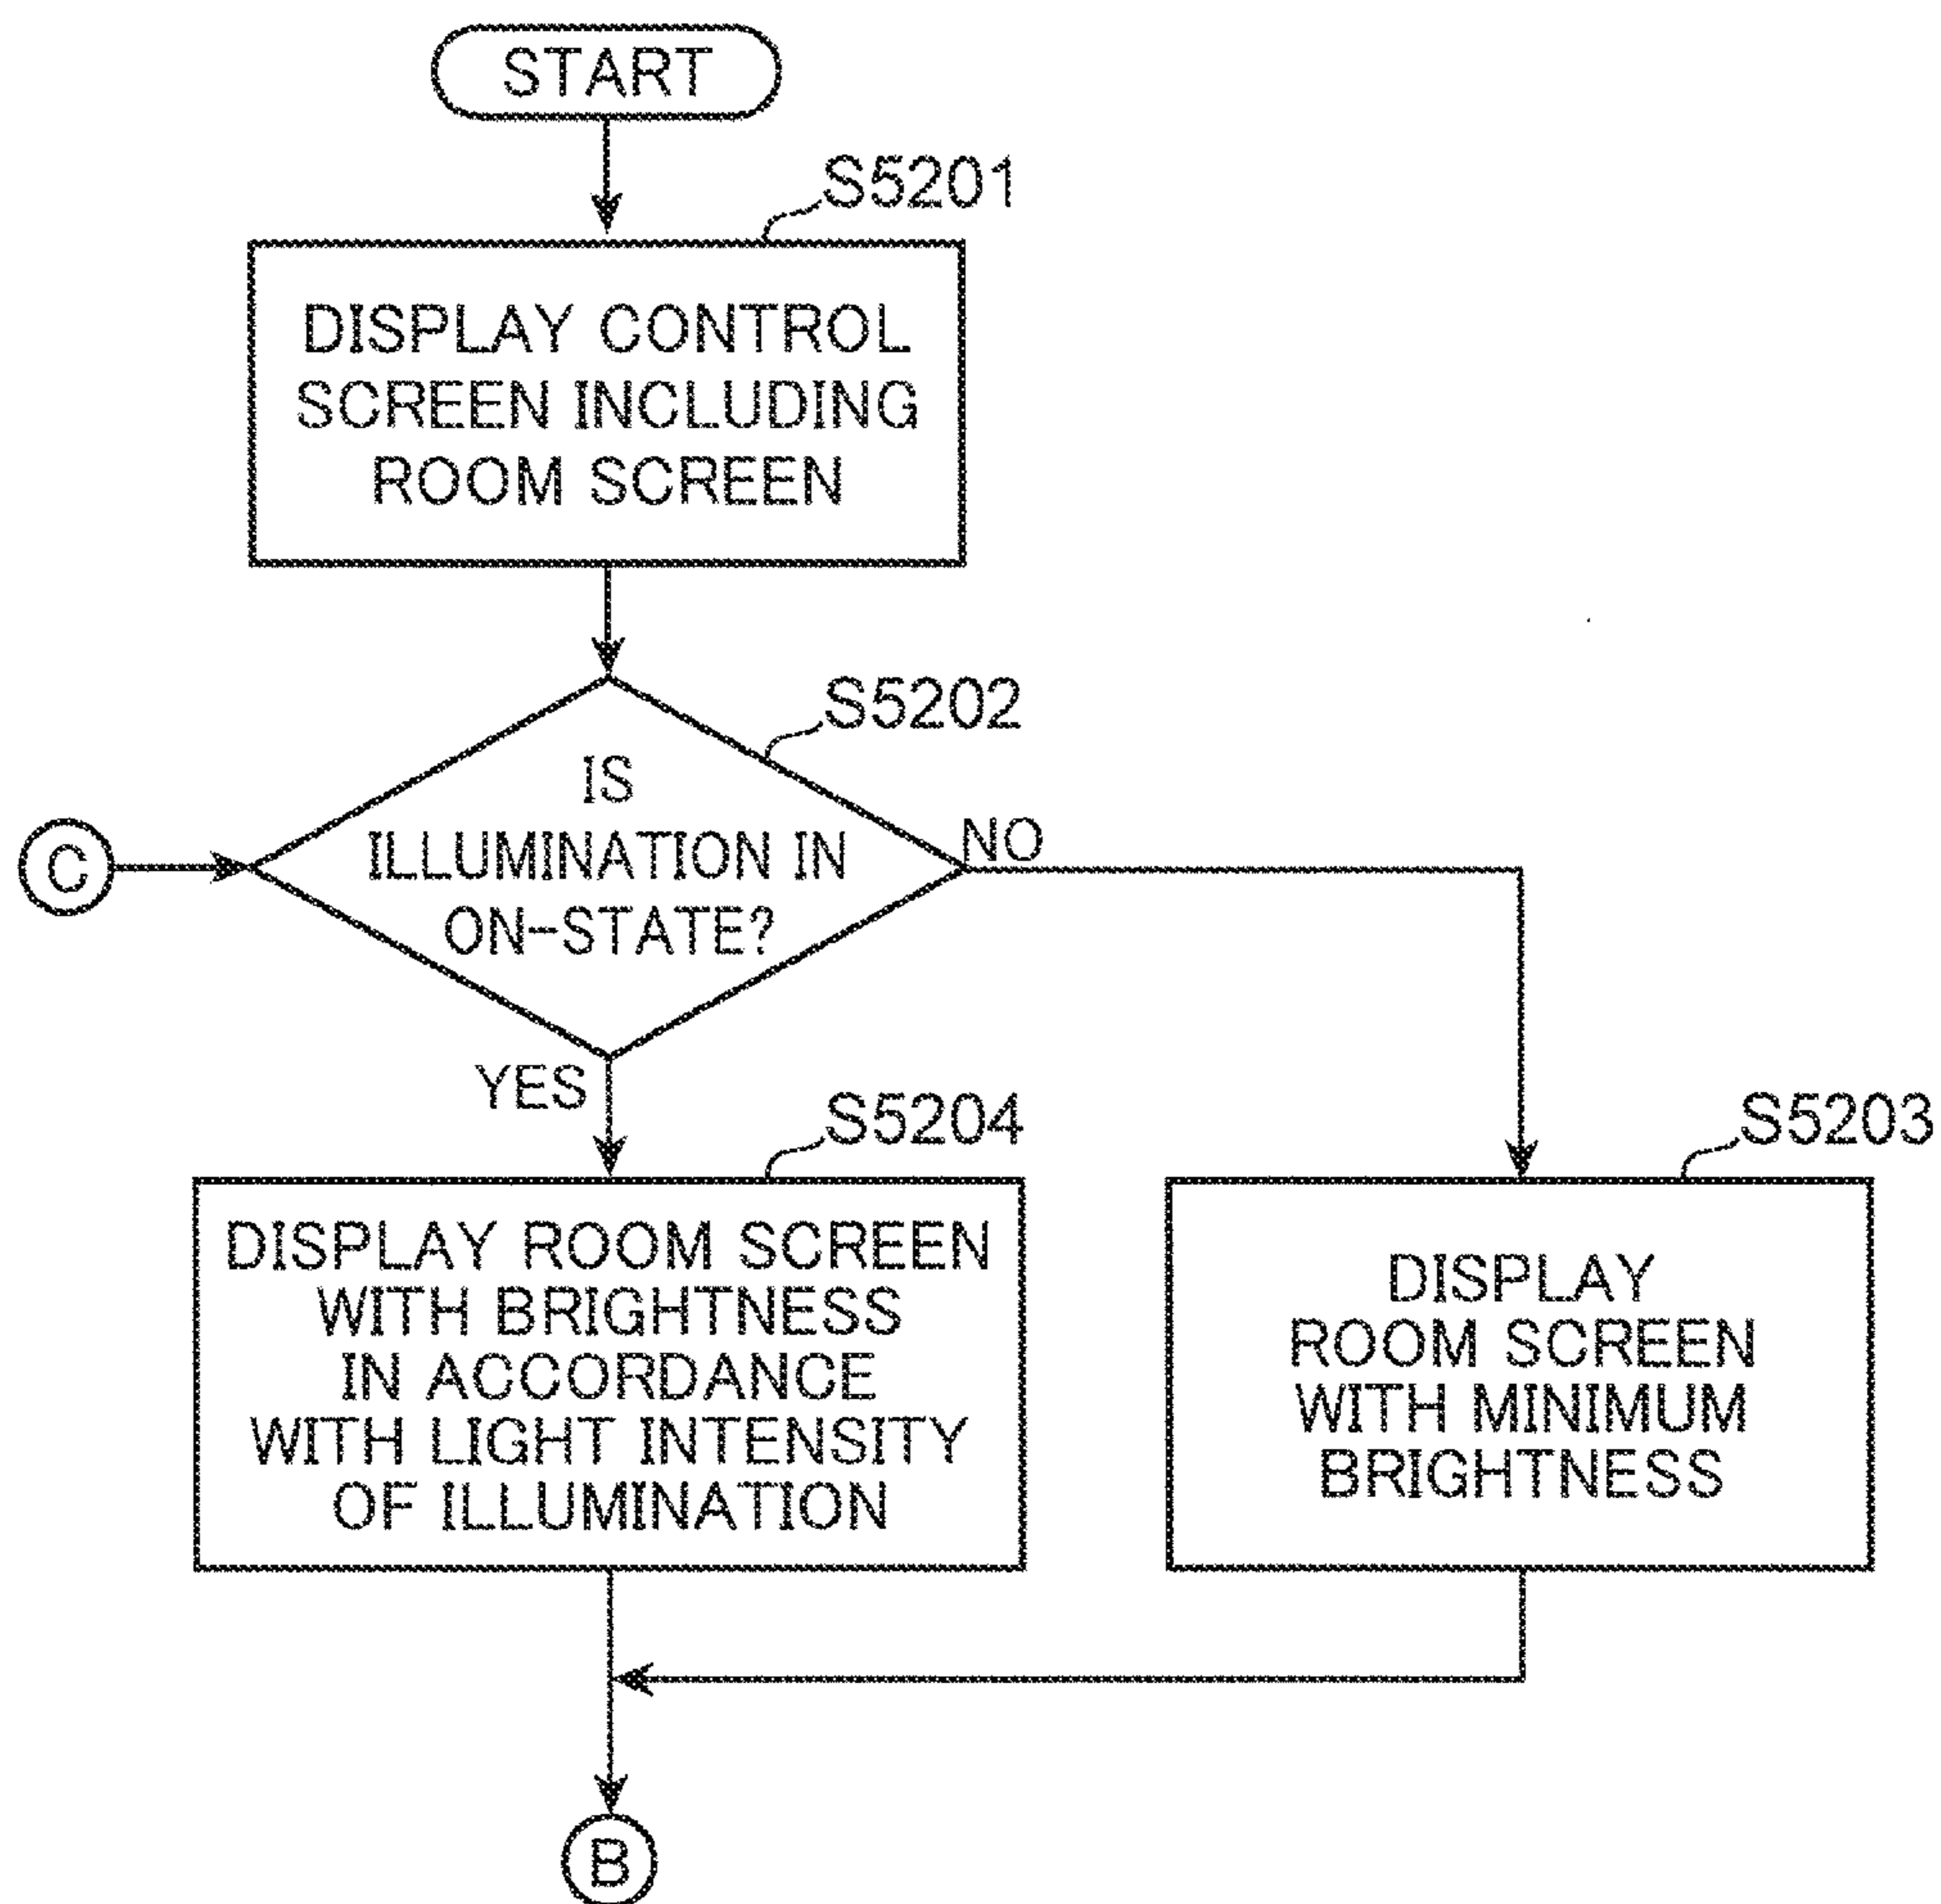 START
S5201
DISPLAY CONTROL
SCREEN INCLUDING
ROOM SCREEN
S5202
IS
ILLUMINATION IN
ON-STATE?
C
NO
YES
S5204
DISPLAY ROOM SCREEN
WITH BRIGHTNESS
IN ACCORDANCE
WITH LIGHT INTENSITY
OF ILLUMINATION
S5203
DISPLAY
ROOM SCREEN
WITH MINIMUM
BRIGHTNESS
B